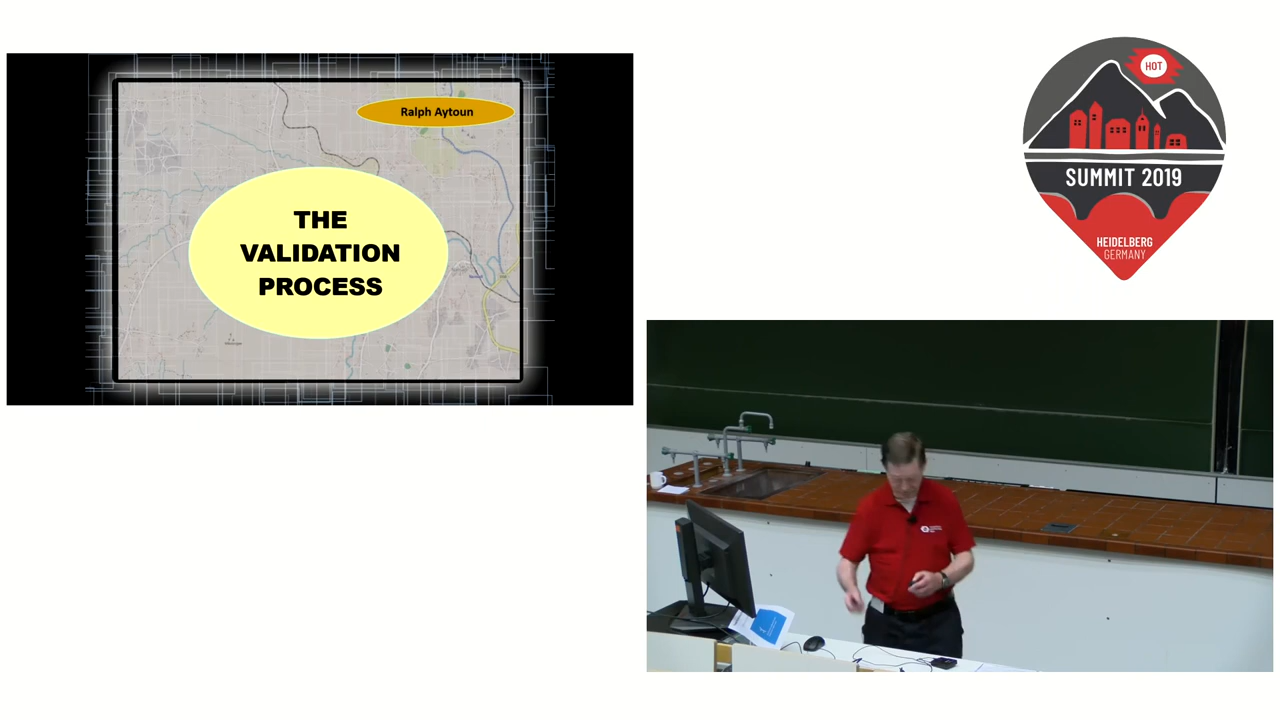 Ralph Aytoun
THE
VALIDATION
PROCESS
HOT
SUMMIT 2019
HEIDELBERG
GERMANY